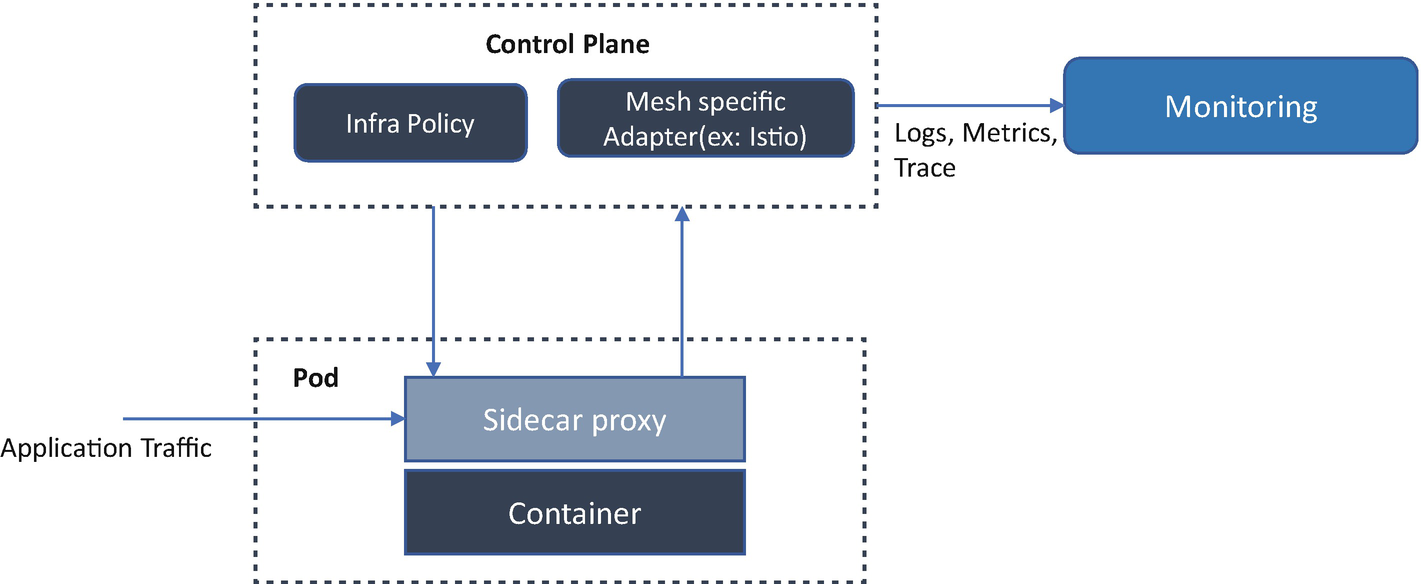 Control Plane
Infra Policy
Mesh specific
Adapter(ex: Istio)
Monitoring
Logs, Metrics,
Trace
Pod
Sidecar proxy
Application Traffic
Container